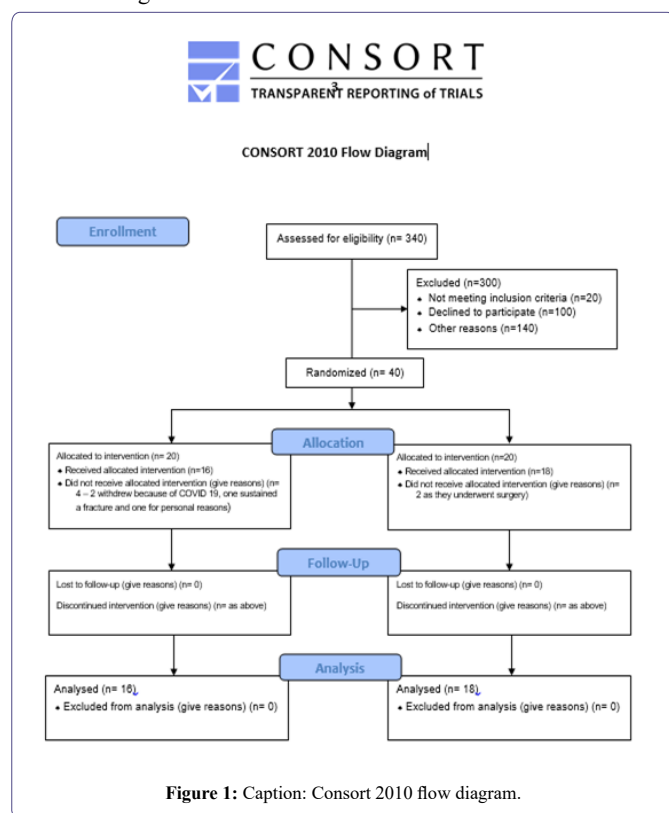 CONSORT
TRANSPARENT REPORTING of TRIALS
3
CONSORT 2010 Flow Diagram
Enrollment
Assessed for eligibility (n= 340)
Excluded (n=300)
⬥ Not meeting inclusion criteria (n=20)
⬥ Declined to participate (n=100)
⬥ Other reasons (n=140)
Randomized (n= 40)
Allocation
Allocated to intervention (n= 20)
⬥ Received allocated intervention (n=16)
⬥ Did not receive allocated intervention (give reasons) (n=
4 – 2 withdrew because of COVID 19, one sustained
a fracture and one for personal reasons)
Allocated to intervention (n=20)
⬥ Received allocated intervention (n=18)
⬥ Did not receive allocated intervention (give reasons) (n=
2 as they underwent surgery)
Follow-Up
Lost to follow-up (give reasons) (n= 0)
Discontinued intervention (give reasons) (n= as above)
Lost to follow-up (give reasons) (n= 0)
Discontinued intervention (give reasons) (n= as above)
Analysis
Analysed (n= 16)
⬥ Excluded from analysis (give reasons) (n= 0)
Analysed (n= 18)
⬥ Excluded from analysis (give reasons) (n= 0)
Figure 1: Caption: Consort 2010 flow diagram.